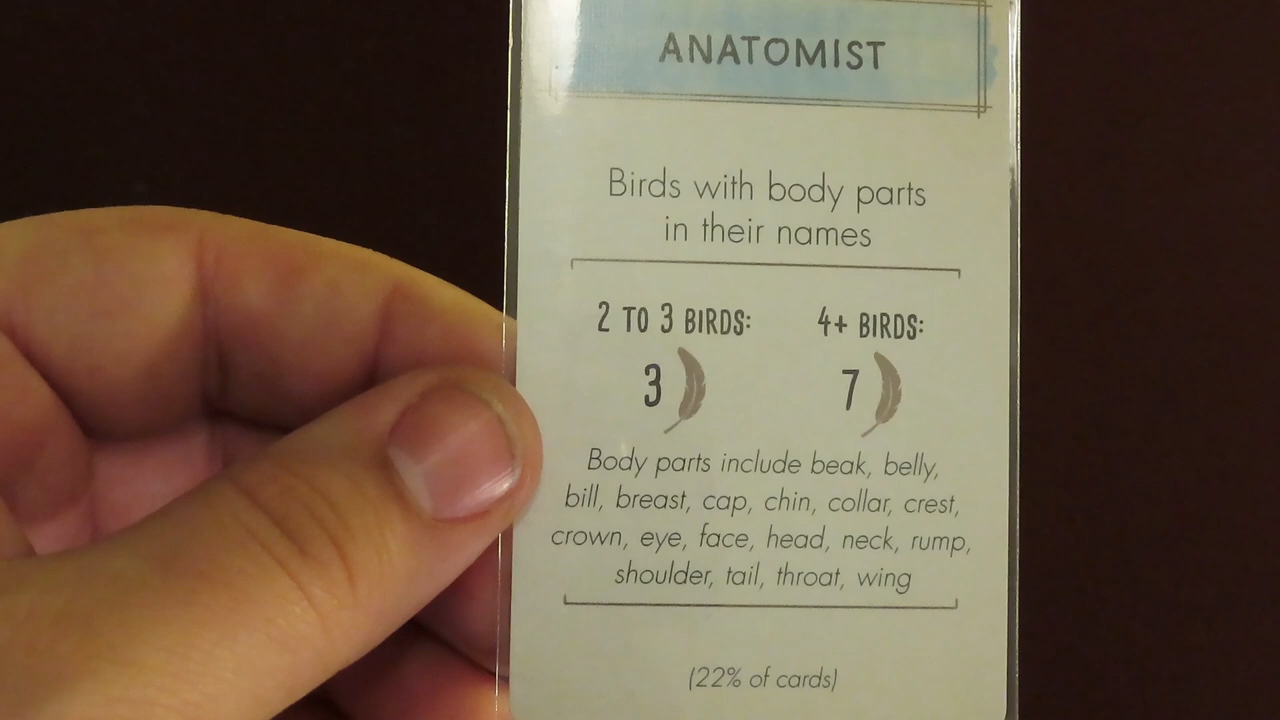 ANATOMIST
Birds with body parts
in their names
2 TO 3 BIRDS: 4+ BIRDS:
3 7
Body parts include beak, belly,
bill, breast, cap, chin, collar, crest,
crown, eye, face, head, neck, rump,
shoulder, tail, throat, wing
(22% of cards)